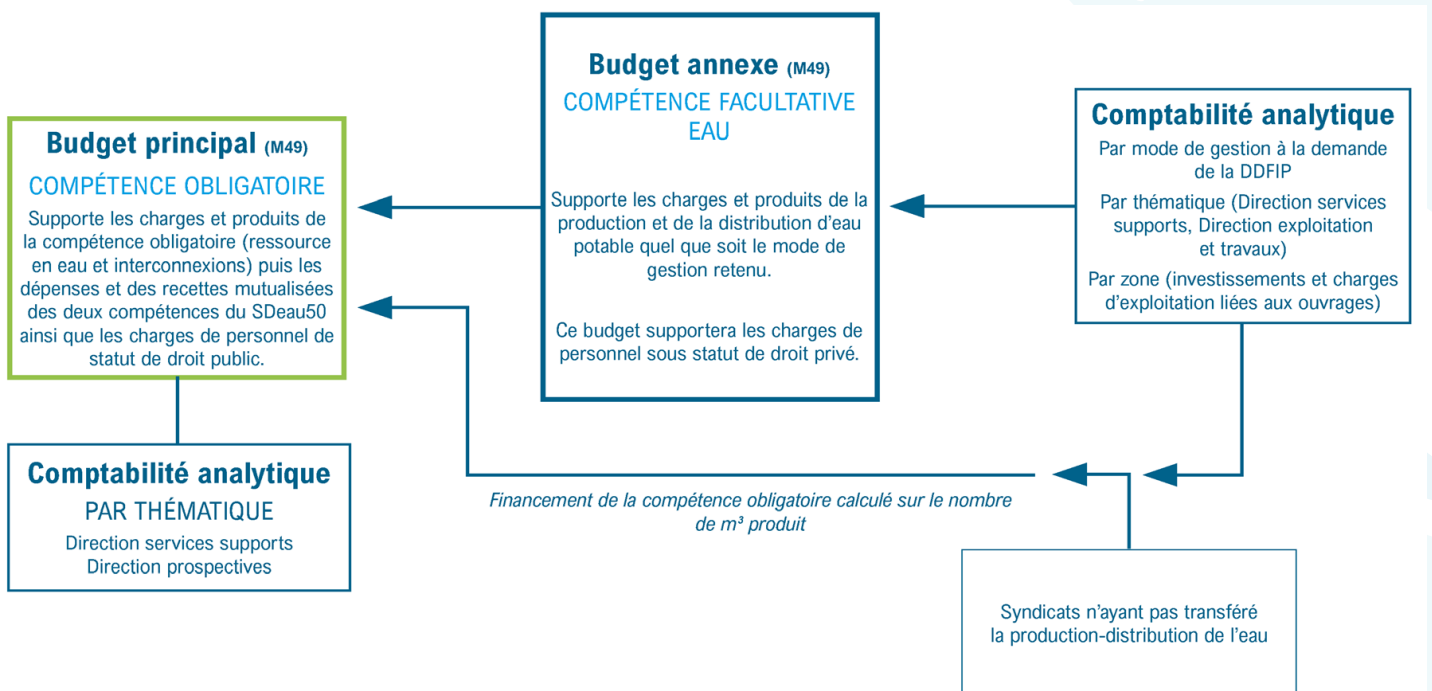 Budget principal (M49)
COMPÉTENCE OBLIGATOIRE
Supporte les charges et produits de
la compétence obligatoire (ressource
en eau et interconnexions) puis les
dépenses et des recettes mutualisées
des deux compétences du SDeau50
ainsi que les charges de personnel de
statut de droit public.
Comptabilité analytique
PAR THÉMATIQUE
Direction services supports
Direction prospectives
Budget annexe (M49)
COMPÉTENCE FACULTATIVE
EAU
Supporte les charges et produits de la
production et de la distribution d'eau
potable quel que soit le mode de
gestion retenu.
Ce budget supportera les charges de
personnel sous statut de droit privé.
Comptabilité analytique
Par mode de gestion à la demande
de la DDFIP
Par thématique (Direction services
supports, Direction exploitation
et travaux)
Par zone (investissements et charges
d'exploitation liées aux ouvrages)
Financement de la compétence obligatoire calculé sur le nombre
de m³ produit
Syndicats n'ayant pas transféré
la production-distribution de l'eau